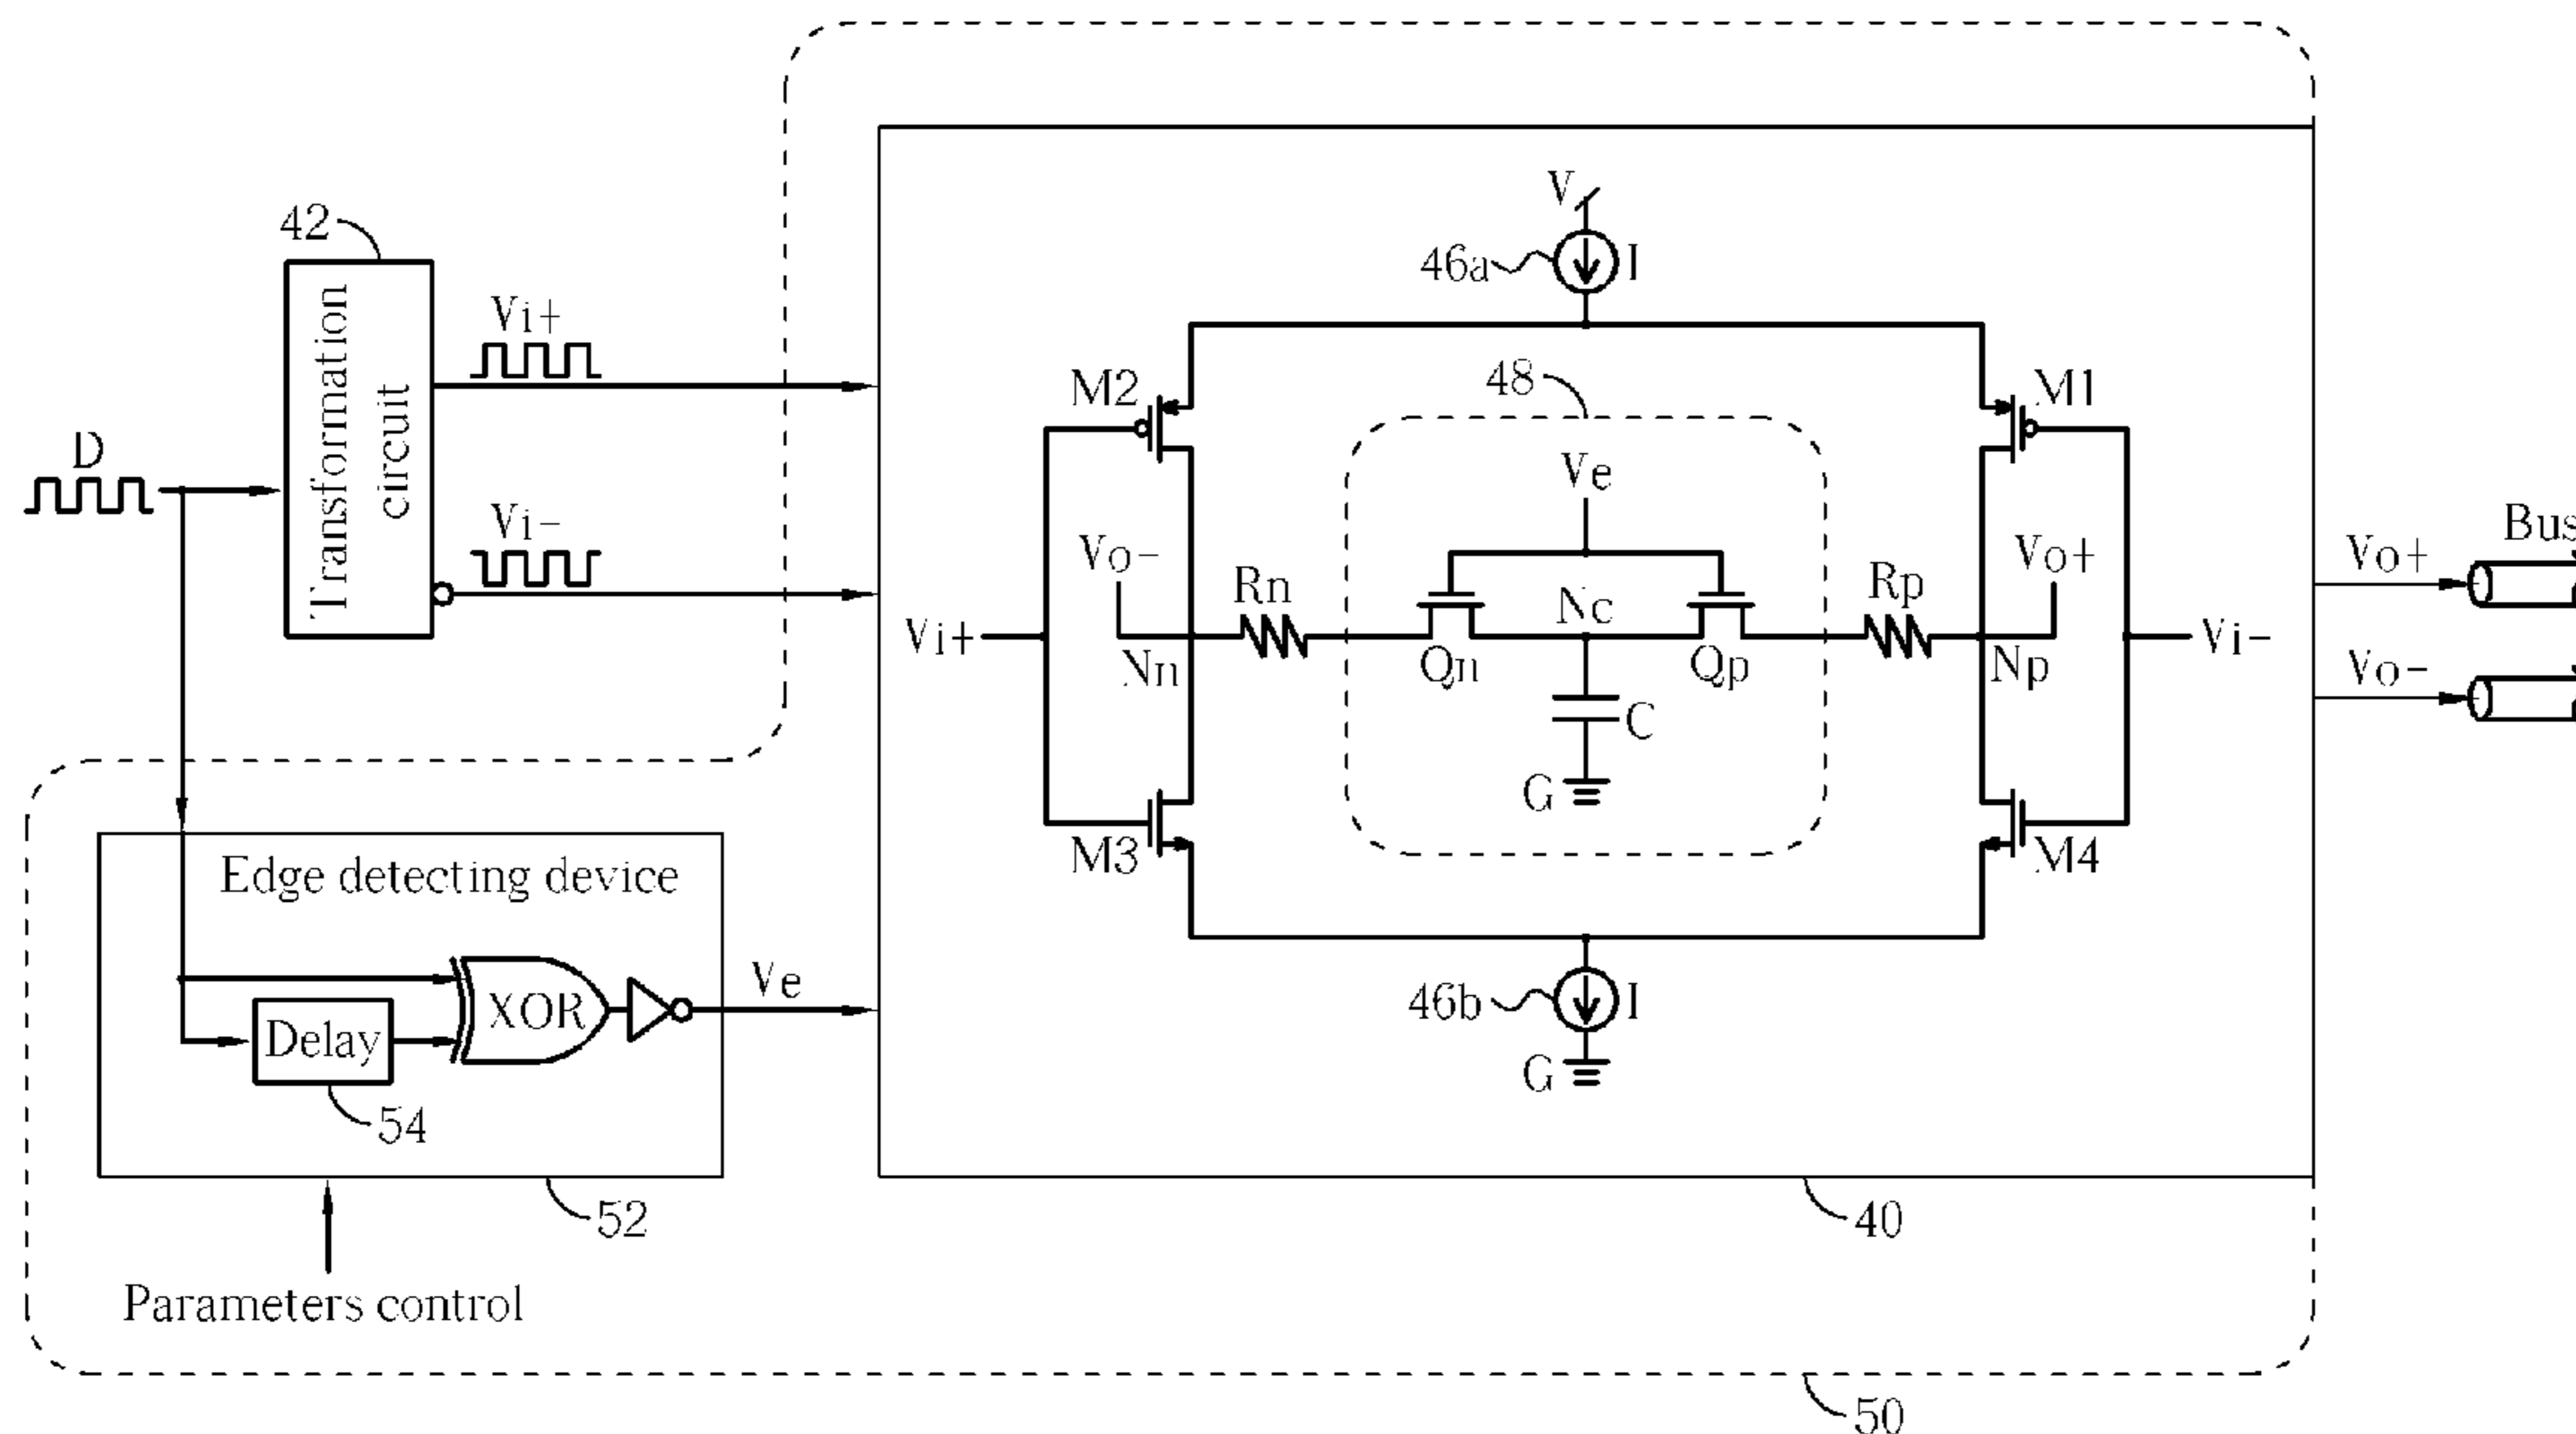 42
Transformation
circuit
D
Vi+
Vi-
V
46a
I
M2
M1
48
Ve
Vo-
Rn
Nc
Rp
Vo+
Vi+
Nn
Qn
Qp
Np
Vi-
C
G
M3
M4
46b
I
G
Bus
Vo+
Vo-
Edge detecting device
XOR
Delay
Ve
54
52
Parameters control
40
50